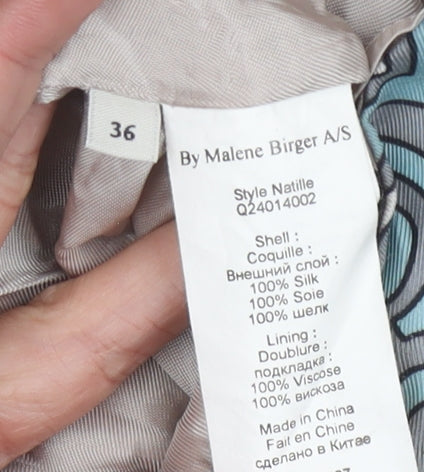 36
By Malene Birger A/S
Style Natille
Q24014002
Shell :
Coquille :
Внешний слой :
100% Silk
100% Soie
100% шелк
Lining :
Doublure :
подкладка :
100% Viscose
100% вискоза
Made in China
Fait en Chine
сделано в Китае